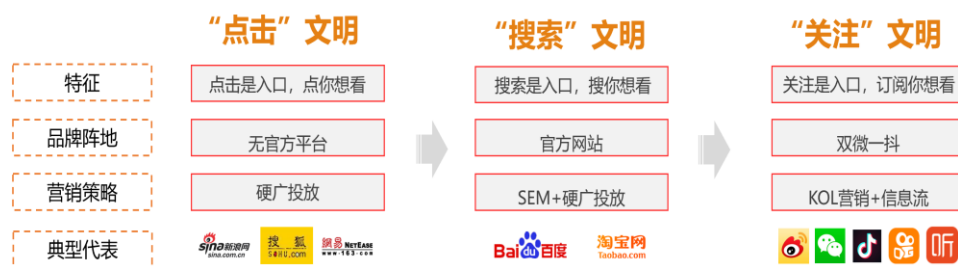 “点击”文明 “搜索”文明 “关注”文明
特征 点击是入口，点你想看 搜索是入口，搜你想看 关注是入口，订阅你想看
品牌阵地 无官方平台 官方网站 双微一抖
营销策略 硬广投放 SEM+硬广投放 KOL营销+信息流
典型代表 sina新浪网 搜狐 網易 NETEASE Bai du 百度 淘宝网 听
sina.com.cn SOHU.com www.163.com Taobao.com